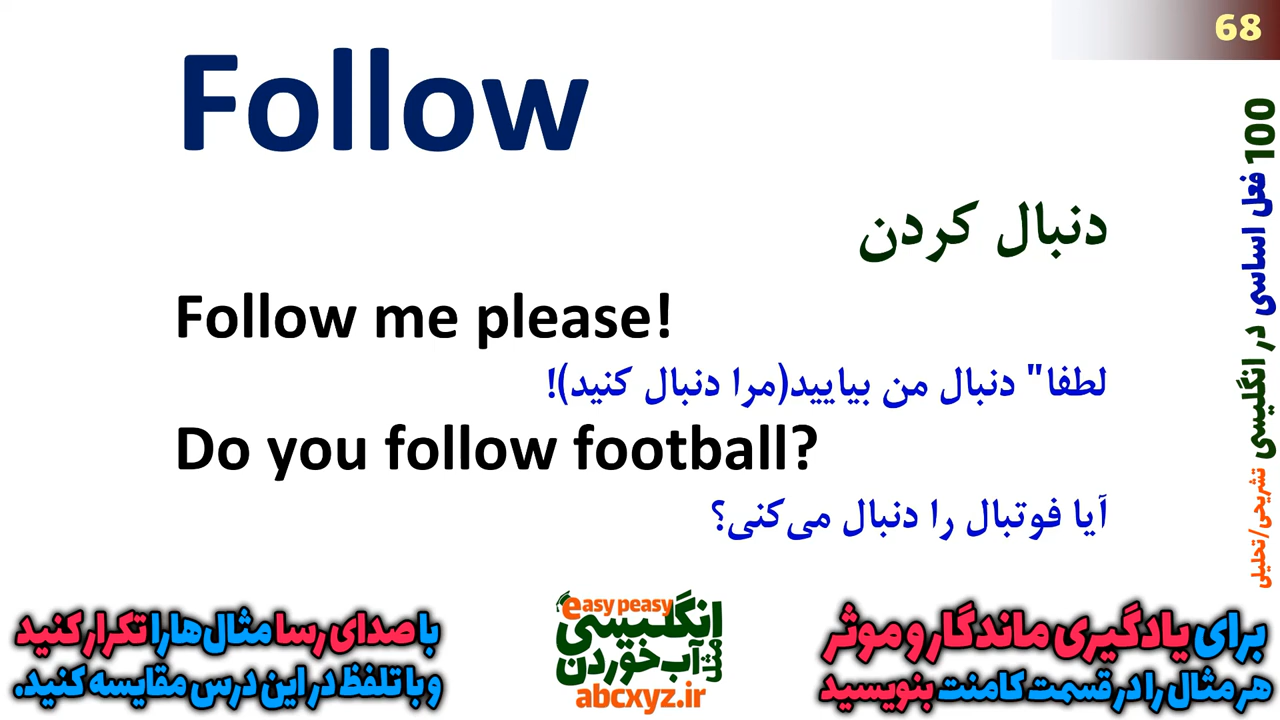 68
Follow
دنبال کردن
Follow me please!
لطفا" دنبال من بیایید(مرا دنبال کنید)!
Do you follow football?
آیا فوتبال را دنبال می‌کنی؟
100 فعل اساسی در انگلیسی تشریحی/تحلیلی
برای یادگیری ماندگار و موثر
هر مثال را در قسمت کامنت بنویسید
easy peasy
انگلیسی
مثل
آب خوردن
abcxyz.ir
با صدای رسا مثال‌ها را تکرار کنید
و با تلفظ در این درس مقایسه کنید.